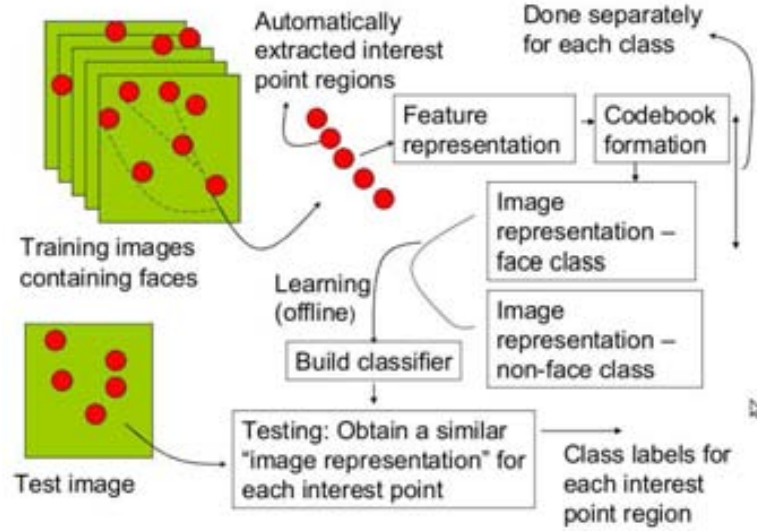 Automatically
extracted interest
point regions
Done separately
for each class
Feature
representation
Codebook
formation
Training images
containing faces
Image
representation –
face class
Learning
(offline)
Image
representation –
non-face class
Build classifier
Test image
Testing: Obtain a similar
“image representation” for
each interest point
Class labels for
each interest
point region